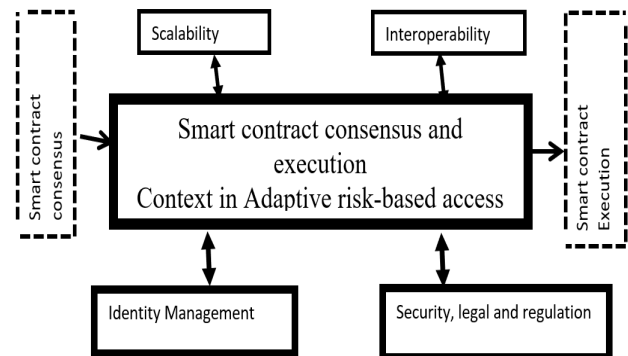 Scalability
Interoperability
Smart contract
consensus
Smart contract consensus and
execution
Context in Adaptive risk-based access
Smart contract
Execution
Identity Management
Security, legal and regulation